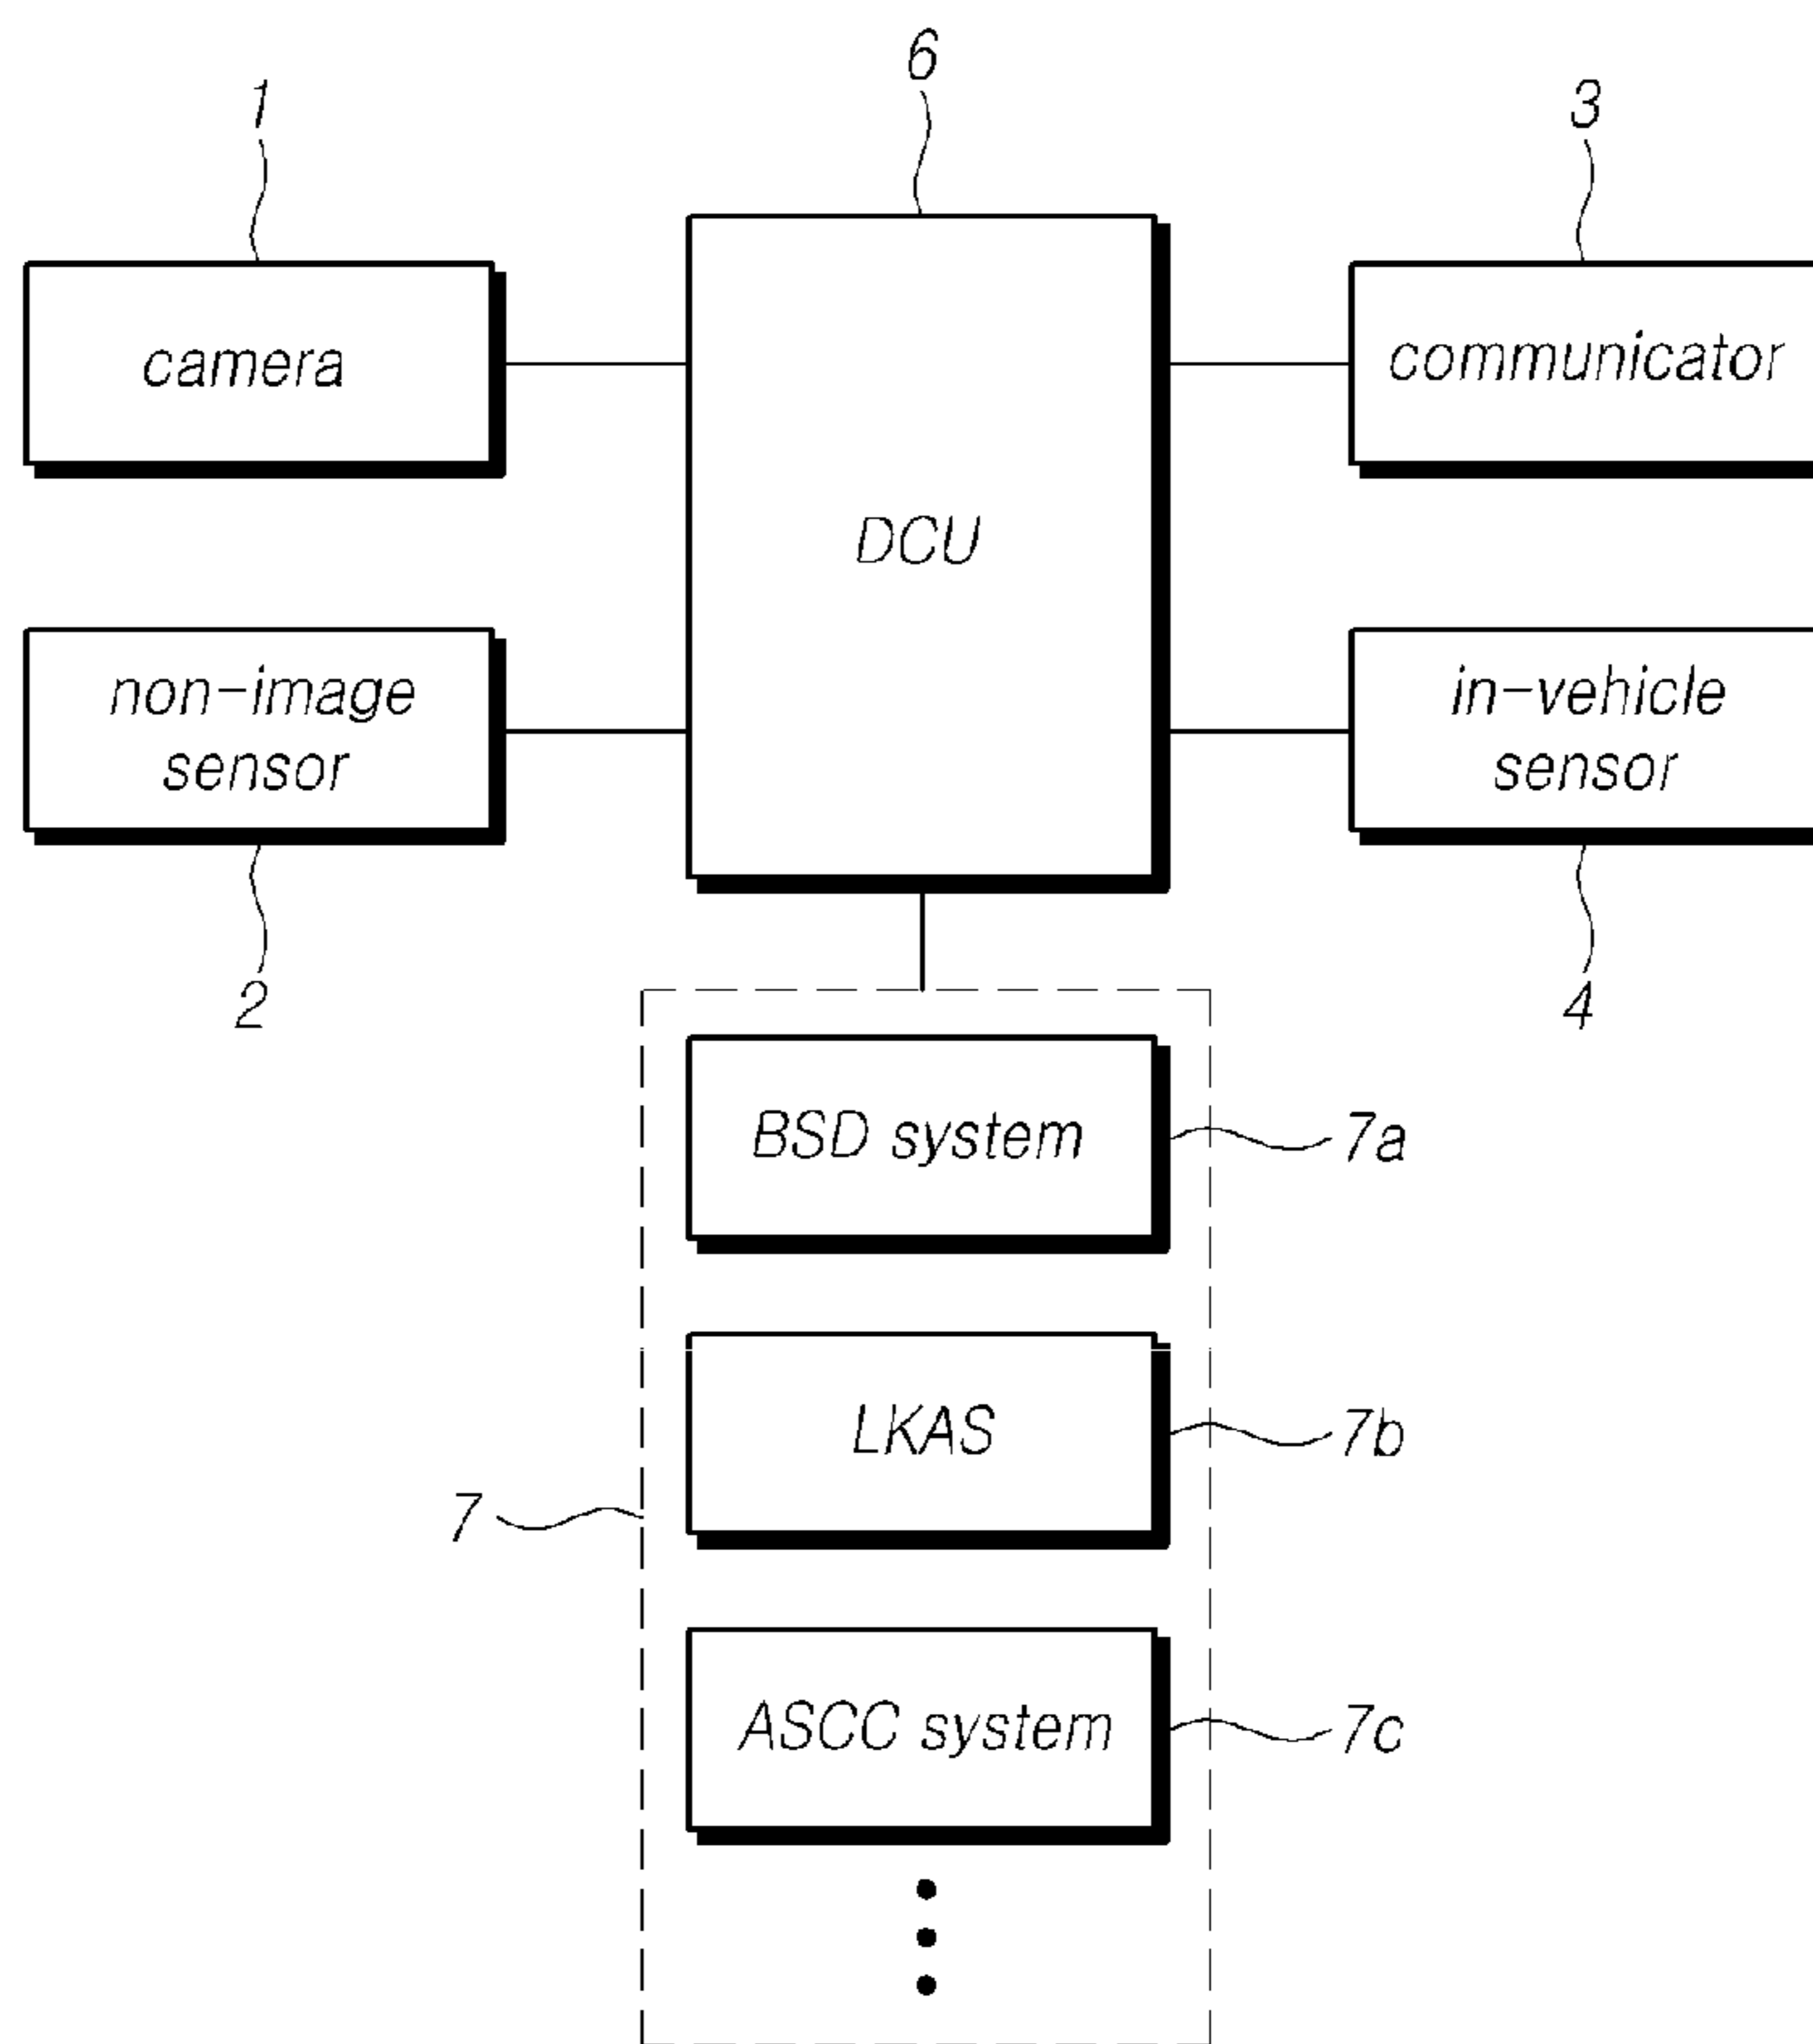 6
1
3
camera
communicator
DCU
non-image
sensor
in-vehicle
sensor
2
4
BSD system
7a
LKAS
7b
7
ASCC system
7c